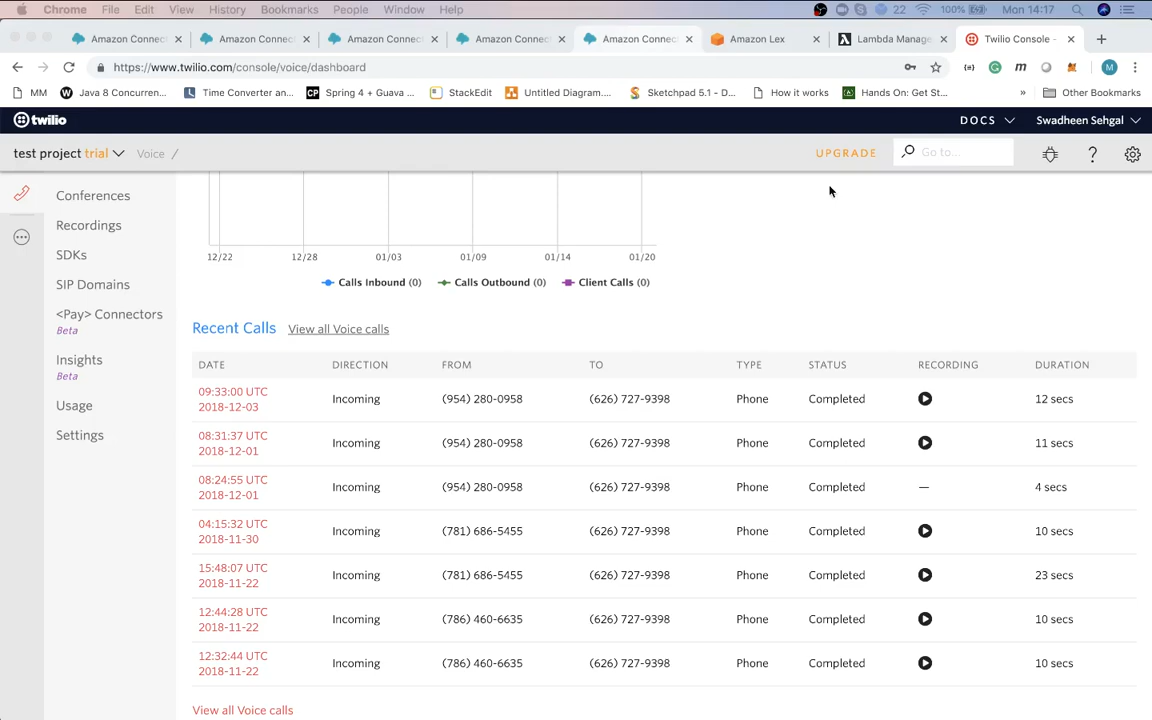 Chrome File Edit View History Bookmarks People Window Help 22 100% Mon 14:17
Amazon Connec Amazon Connec Amazon Connec Amazon Connec Amazon Connec Amazon Lex Lambda Manage Twilio Console -
https://www.twilio.com/console/voice/dashboard
MM Java 8 Concurren... Time Converter an... Spring 4 + Guava ... StackEdit Untitled Diagram.... Sketchpad 5.1 - D... How it works Hands On: Get St... » Other Bookmarks
twilio DOCS Swadheen Sehgal
test project trial Voice / UPGRADE Go to...
Conferences
Recordings
SDKs
SIP Domains
<Pay> Connectors
Beta
Insights
Beta
Usage
Settings
12/22 12/28 01/03 01/09 01/14 01/20
Calls Inbound (0) Calls Outbound (0) Client Calls (0)
Recent Calls View all Voice calls
DATE DIRECTION FROM TO TYPE STATUS RECORDING DURATION
09:33:00 UTC
2018-12-03 Incoming (954) 280-0958 (626) 727-9398 Phone Completed 12 secs
08:31:37 UTC
2018-12-01 Incoming (954) 280-0958 (626) 727-9398 Phone Completed 11 secs
08:24:55 UTC
2018-12-01 Incoming (954) 280-0958 (626) 727-9398 Phone Completed — 4 secs
04:15:32 UTC
2018-11-30 Incoming (781) 686-5455 (626) 727-9398 Phone Completed 10 secs
15:48:07 UTC
2018-11-22 Incoming (781) 686-5455 (626) 727-9398 Phone Completed 23 secs
12:44:28 UTC
2018-11-22 Incoming (786) 460-6635 (626) 727-9398 Phone Completed 10 secs
12:32:44 UTC
2018-11-22 Incoming (786) 460-6635 (626) 727-9398 Phone Completed 10 secs
View all Voice calls